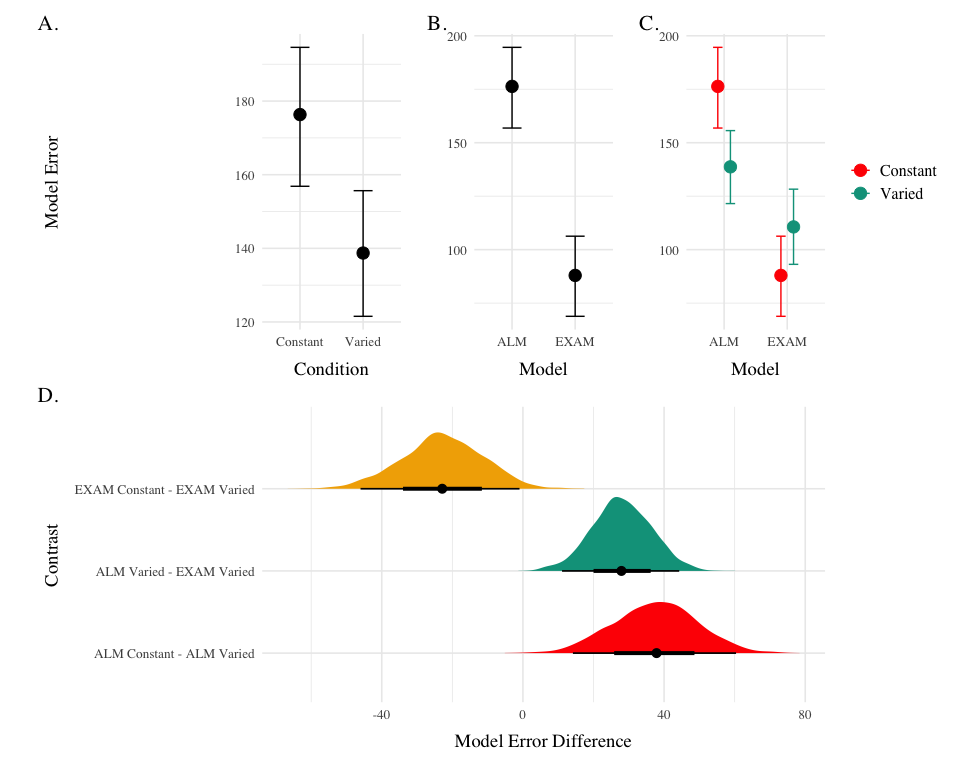 A.
B.
C.
Model Error
180
160
140
120
Constant
Varied
Condition
200
150
100
ALM
EXAM
Model
200
150
100
ALM
EXAM
Model
Constant
Varied
D.
Contrast
EXAM Constant - EXAM Varied
ALM Varied - EXAM Varied
ALM Constant - ALM Varied
-40
0
40
80
Model Error Difference